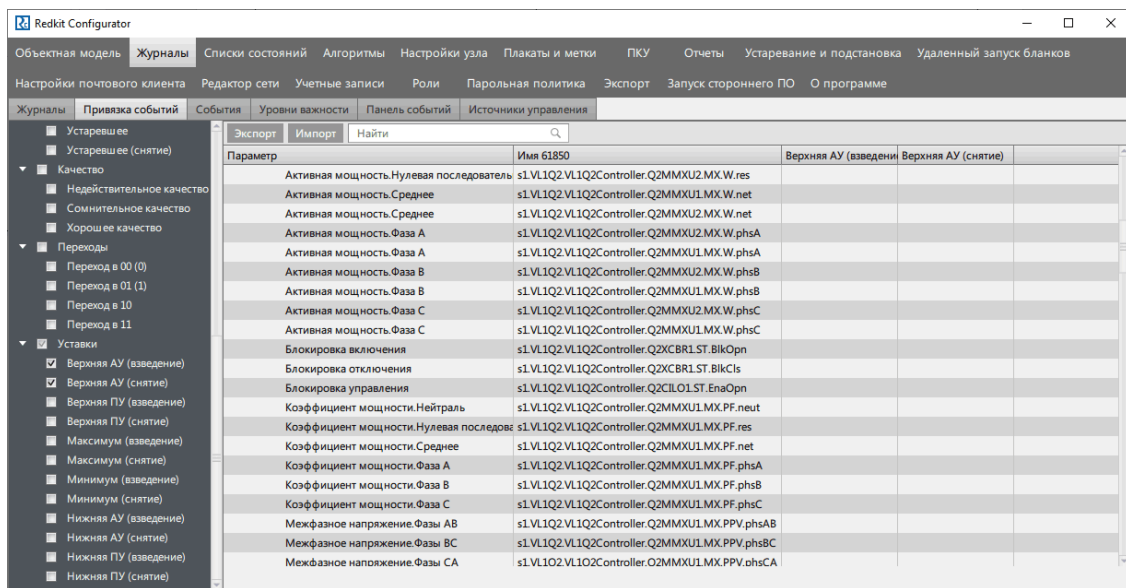 Redkit Configurator
Объектная модель Журналы Списки состояний Алгоритмы Настройки узла Плакаты и метки ПКУ Отчеты Устаревание и подстановка Удаленный запуск бланков
Настройки почтового клиента Редактор сети Учетные записи Роли Парольная политика Экспорт Запуск стороннего ПО О программе
Журналы Привязка событий События Уровни важности Панель событий Источники управления
Устаревшее
Устаревшее (снятие)
Качество
Недействительное качество
Сомнительное качество
Хорошее качество
Переходы
Переход в 00 (0)
Переход в 01 (1)
Переход в 10
Переход в 11
Уставки
Верхняя АУ (взведение)
Верхняя АУ (снятие)
Верхняя ПУ (взведение)
Верхняя ПУ (снятие)
Максимум (взведение)
Максимум (снятие)
Минимум (взведение)
Минимум (снятие)
Нижняя АУ (взведение)
Нижняя АУ (снятие)
Нижняя ПУ (взведение)
Нижняя ПУ (снятие)
Экспорт Импорт Найти
Параметр Имя 61850 Верхняя АУ (взведени Верхняя АУ (снятие)
Активная мощность.Нулевая последователь s1.VL1Q2.VL1Q2Controller.Q2MMXU2.MX.W.res
Активная мощность.Среднее s1.VL1Q2.VL1Q2Controller.Q2MMXU1.MX.W.net
Активная мощность.Среднее s1.VL1Q2.VL1Q2Controller.Q2MMXU2.MX.W.net
Активная мощность.Фаза A s1.VL1Q2.VL1Q2Controller.Q2MMXU2.MX.W.phsA
Активная мощность.Фаза A s1.VL1Q2.VL1Q2Controller.Q2MMXU1.MX.W.phsA
Активная мощность.Фаза B s1.VL1Q2.VL1Q2Controller.Q2MMXU2.MX.W.phsB
Активная мощность.Фаза B s1.VL1Q2.VL1Q2Controller.Q2MMXU1.MX.W.phsB
Активная мощность.Фаза C s1.VL1Q2.VL1Q2Controller.Q2MMXU2.MX.W.phsC
Активная мощность.Фаза C s1.VL1Q2.VL1Q2Controller.Q2MMXU1.MX.W.phsC
Блокировка включения s1.VL1Q2.VL1Q2Controller.Q2XCBR1.ST.BlkOpn
Блокировка отключения s1.VL1Q2.VL1Q2Controller.Q2XCBR1.ST.BlkCls
Блокировка управления s1.VL1Q2.VL1Q2Controller.Q2CILO1.ST.EnaOpn
Коэффициент мощности.Нейтраль s1.VL1Q2.VL1Q2Controller.Q2MMXU1.MX.PF.neut
Коэффициент мощности.Нулевая последова s1.VL1Q2.VL1Q2Controller.Q2MMXU1.MX.PF.res
Коэффициент мощности.Среднее s1.VL1Q2.VL1Q2Controller.Q2MMXU1.MX.PF.net
Коэффициент мощности.Фаза A s1.VL1Q2.VL1Q2Controller.Q2MMXU1.MX.PF.phsA
Коэффициент мощности.Фаза B s1.VL1Q2.VL1Q2Controller.Q2MMXU1.MX.PF.phsB
Коэффициент мощности.Фаза C s1.VL1Q2.VL1Q2Controller.Q2MMXU1.MX.PF.phsC
Межфазное напряжение.Фазы AB s1.VL1Q2.VL1Q2Controller.Q2MMXU1.MX.PPV.phsAB
Межфазное напряжение.Фазы BC s1.VL1Q2.VL1Q2Controller.Q2MMXU1.MX.PPV.phsBC
Межфазное напряжение.Фазы CA s1.VL1Q2.VL1Q2Controller.Q2MMXU1.MX.PPV.phsCA